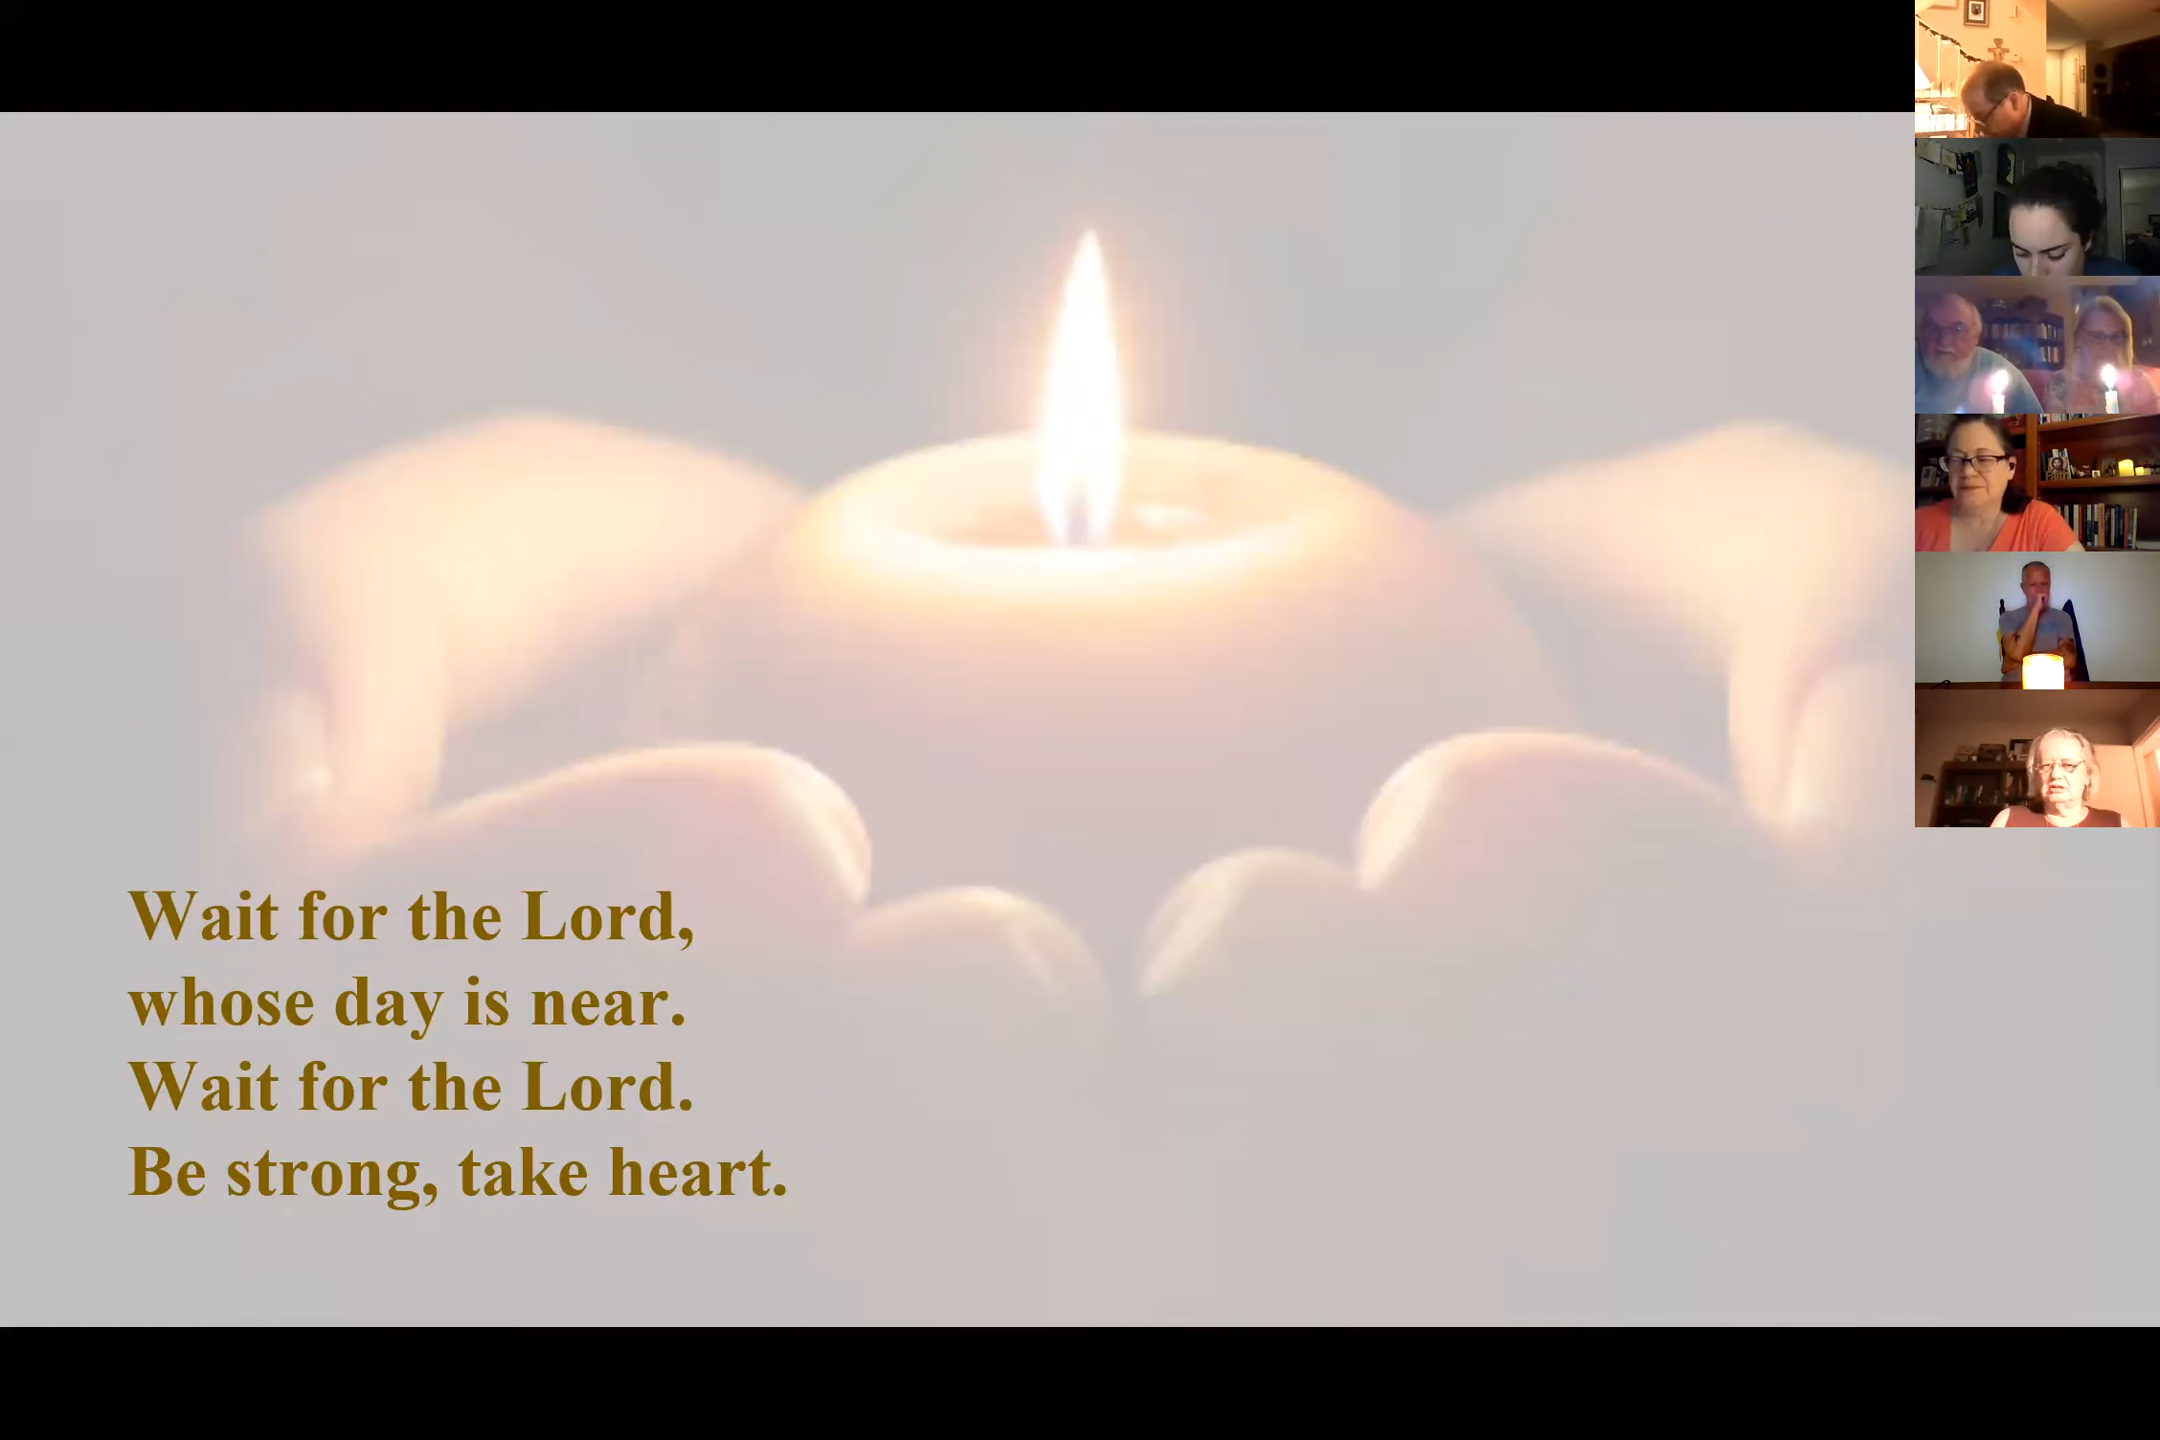 Wait for the Lord,
whose day is near.
Wait for the Lord.
Be strong, take heart.